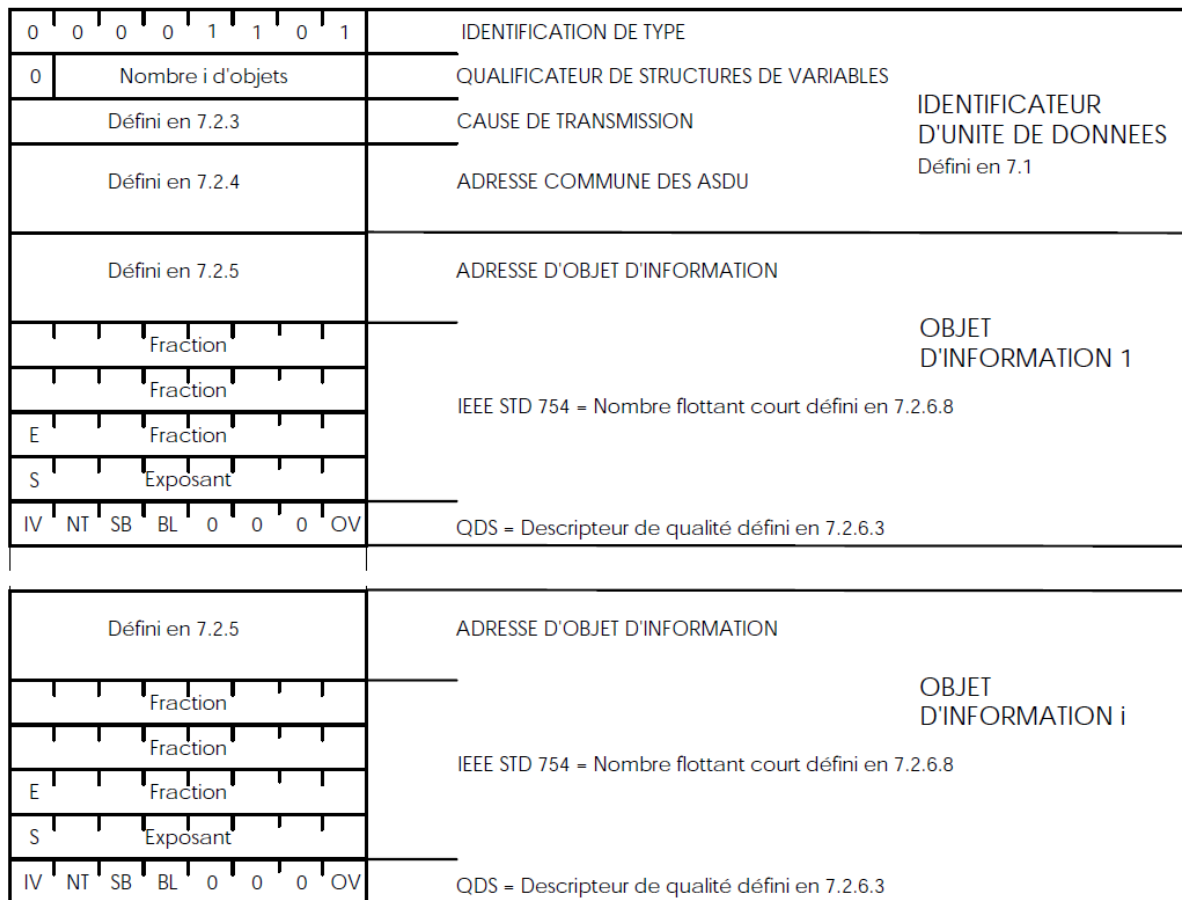 0 0 0 0 1 1 0 1 IDENTIFICATION DE TYPE
0 Nombre i d'objets QUALIFICATEUR DE STRUCTURES DE VARIABLES
Défini en 7.2.3 CAUSE DE TRANSMISSION
IDENTIFICATEUR
D'UNITE DE DONNEES
Défini en 7.1
Défini en 7.2.4 ADRESSE COMMUNE DES ASDU
Défini en 7.2.5 ADRESSE D'OBJET D'INFORMATION
OBJET
D'INFORMATION 1
Fraction
Fraction
IEEE STD 754 = Nombre flottant court défini en 7.2.6.8
E Fraction
S Exposant
IV NT SB BL 0 0 0 OV QDS = Descripteur de qualité défini en 7.2.6.3
Défini en 7.2.5 ADRESSE D'OBJET D'INFORMATION
OBJET
D'INFORMATION i
Fraction
Fraction
IEEE STD 754 = Nombre flottant court défini en 7.2.6.8
E Fraction
S Exposant
IV NT SB BL 0 0 0 OV QDS = Descripteur de qualité défini en 7.2.6.3